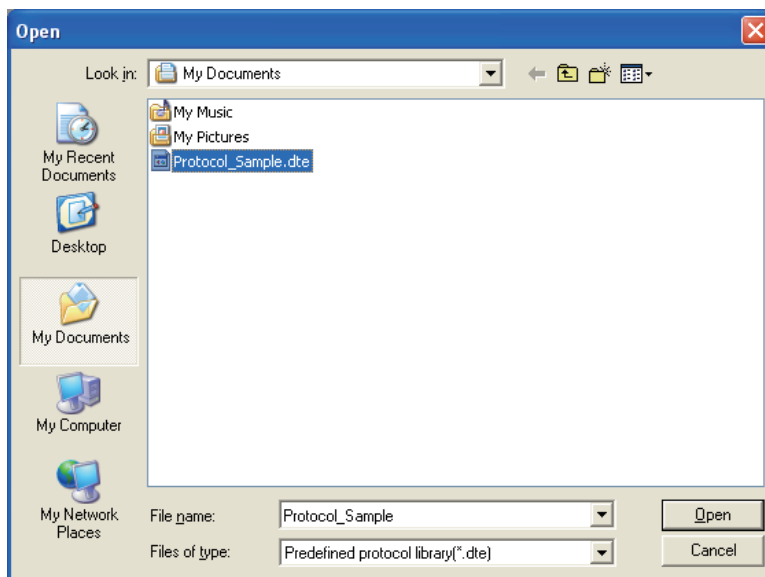 Open
Look in: My Documents
My Music
My Pictures
Protocol_Sample.dte
My Recent
Documents
Desktop
My Documents
My Computer
My Network
Places
File name: Protocol_Sample Open
Files of type: Predefined protocol library(*.dte) Cancel